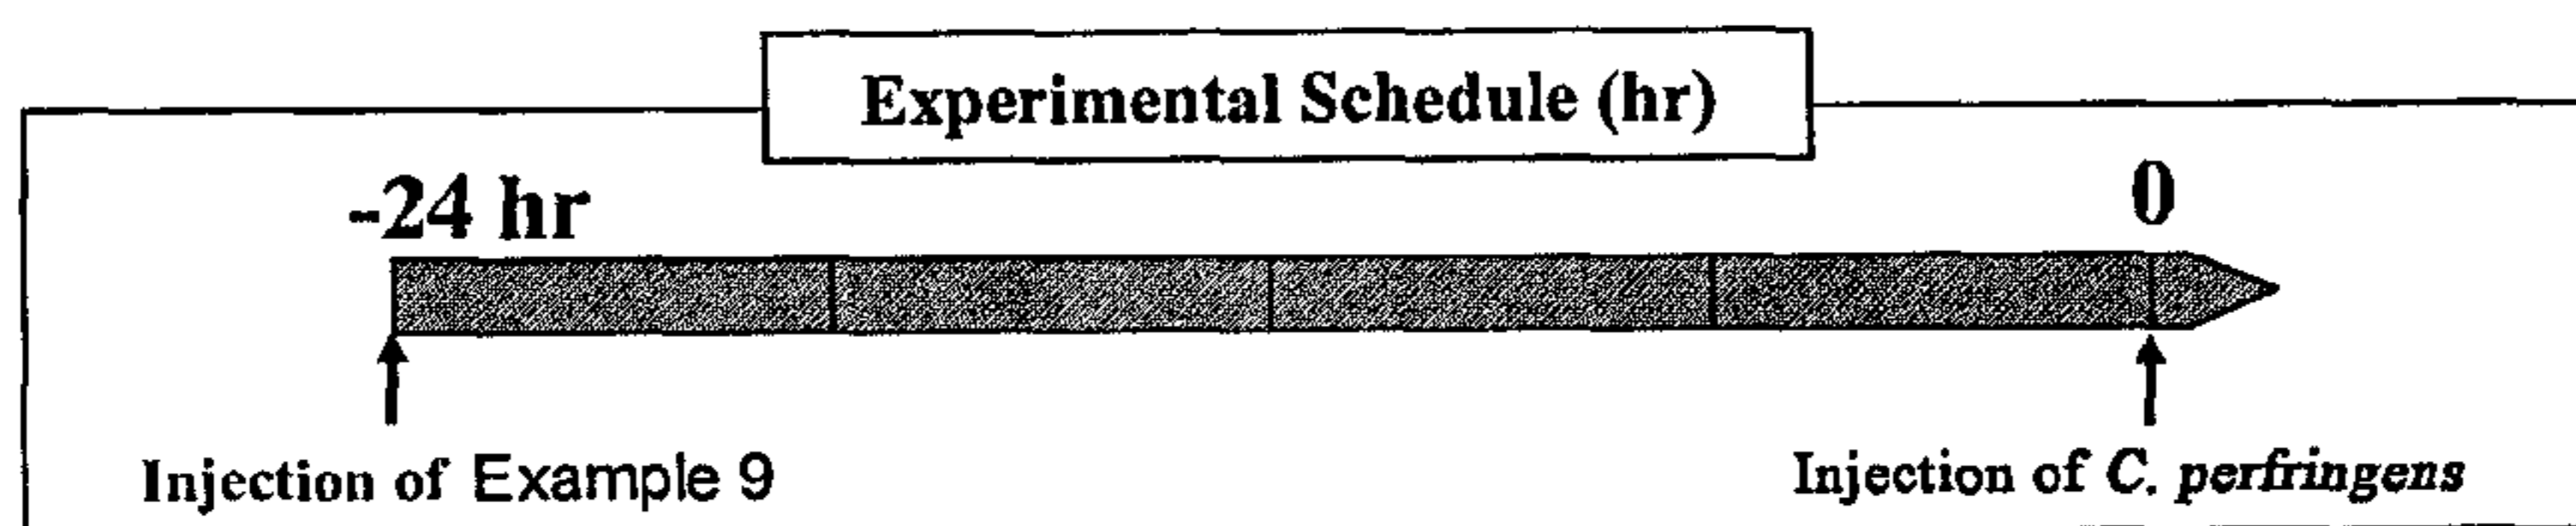 Experimental Schedule (hr)
-24 hr
0
Injection of Example 9
Injection of C. perfringens